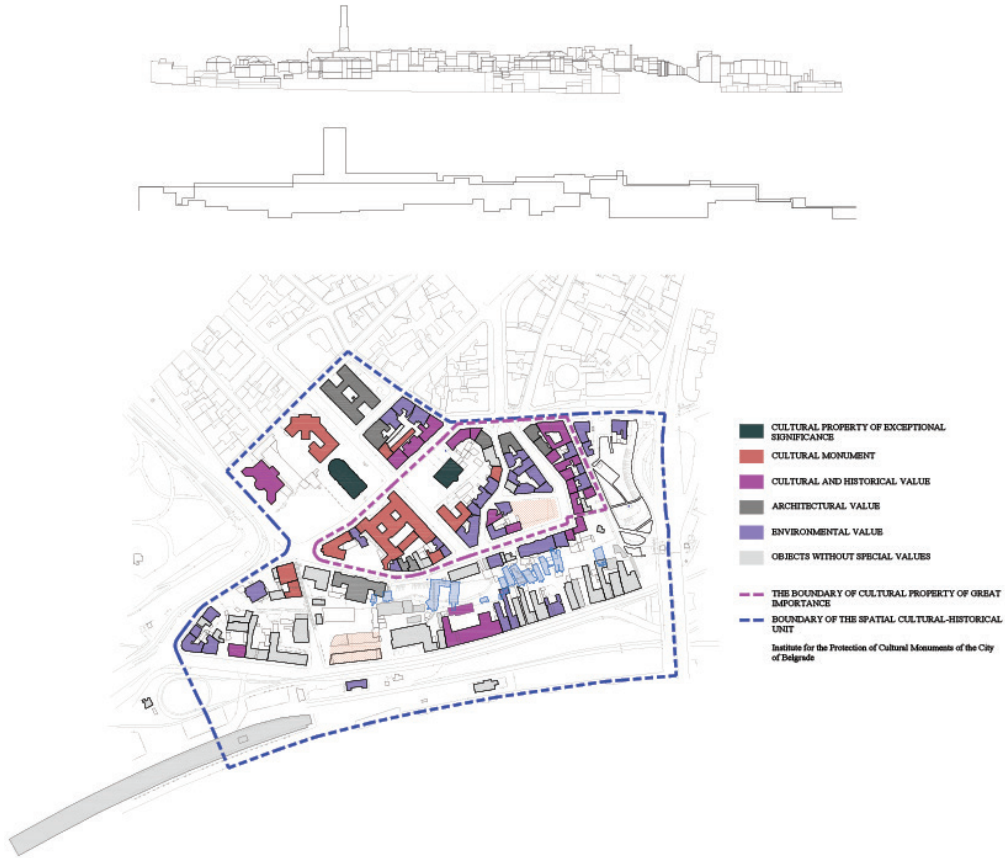 CULTURAL PROPERTY OF EXCEPTIONAL
SIGNIFICANCE
CULTURAL MONUMENT
CULTURAL AND HISTORICAL VALUE
ARCHITECTURAL VALUE
ENVIRONMENTAL VALUE
OBJECTS WITHOUT SPECIAL VALUES
THE BOUNDARY OF CULTURAL PROPERTY OF GREAT
IMPORTANCE
BOUNDARY OF THE SPATIAL CULTURAL-HISTORICAL
UNIT
Institute for the Protection of Cultural Monuments of the City
of Belgrade